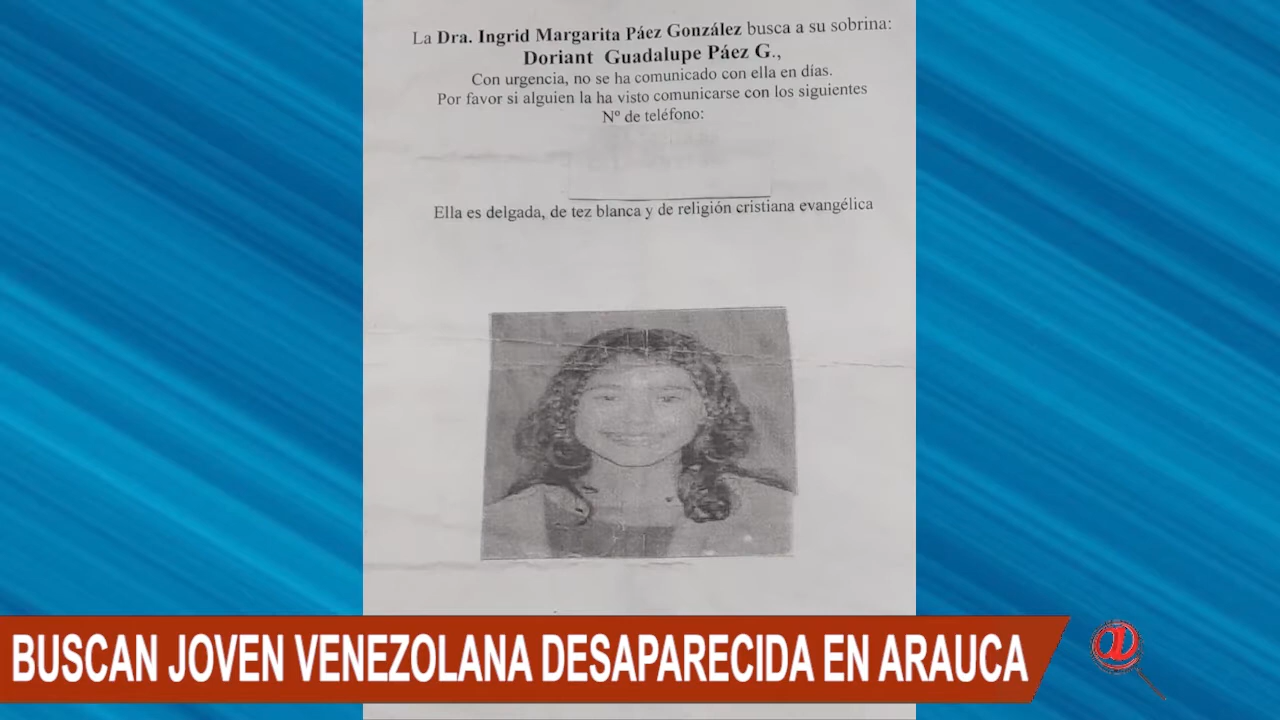 La Dra. Ingrid Margarita Páez González busca a su sobrina:
Doriant Guadalupe Páez G.,
Con urgencia, no se ha comunicado con ella en días.
Por favor si alguien la ha visto comunicarse con los siguientes
Nº de teléfono:
Ella es delgada, de tez blanca y de religión cristiana evangélica
BUSCAN JOVEN VENEZOLANA DESAPARECIDA EN ARAUCA